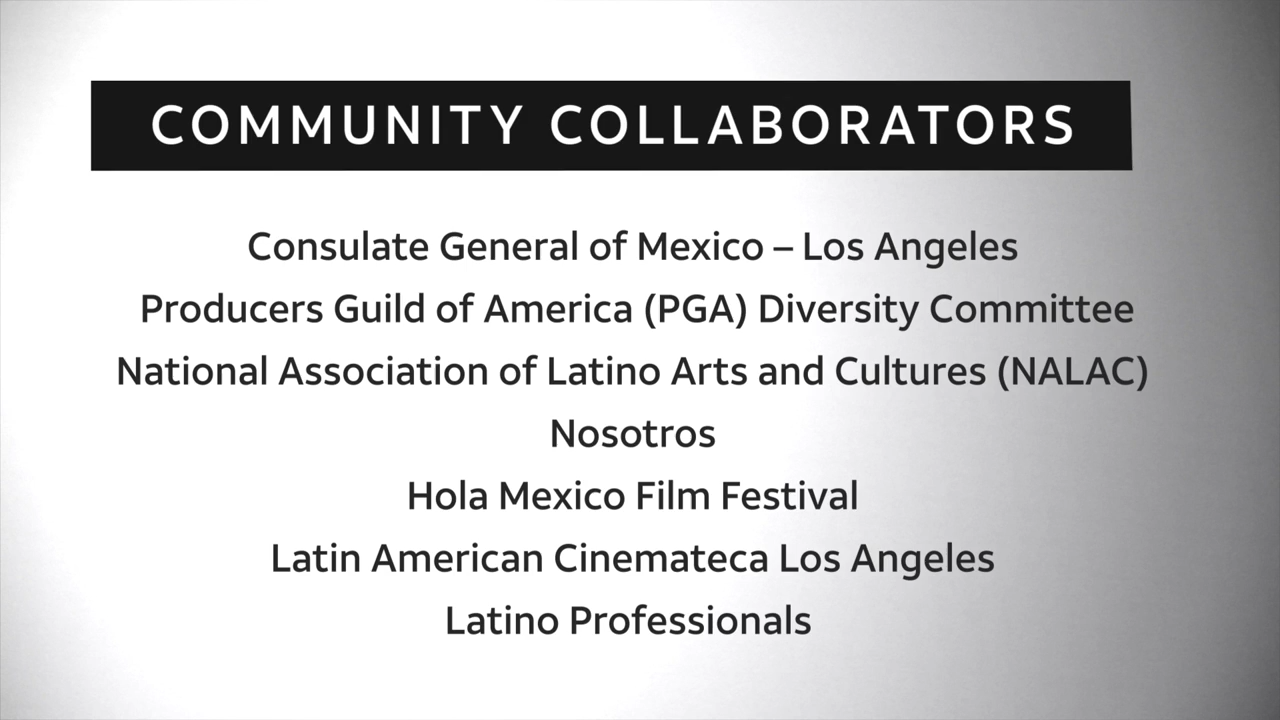 COMMUNITY COLLABORATORS
Consulate General of Mexico – Los Angeles
Producers Guild of America (PGA) Diversity Committee
National Association of Latino Arts and Cultures (NALAC)
Nosotros
Hola Mexico Film Festival
Latin American Cinemateca Los Angeles
Latino Professionals